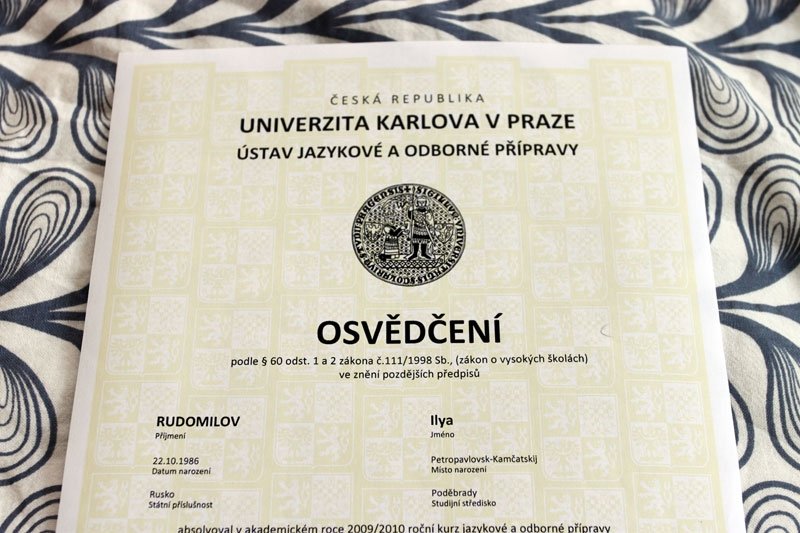 ČESKÁ REPUBLIKA
UNIVERZITA KARLOVA V PRAZE
ÚSTAV JAZYKOVÉ A ODBORNÉ PŘÍPRAVY
OSVĚDČENÍ
podle § 60 odst. 1 a 2 zákona č.111/1998 Sb., (zákon o vysokých školách)
ve znění pozdějších předpisů
RUDOMILOV Ilya
Příjmení Jméno
22.10.1986 Petropavlovsk-Kamčatskij
Datum narození Místo narození
Rusko Poděbrady
Státní příslušnost Studijní středisko
absolvoval v akademickém roce 2009/2010 roční kurz jazykové a odborné přípravy